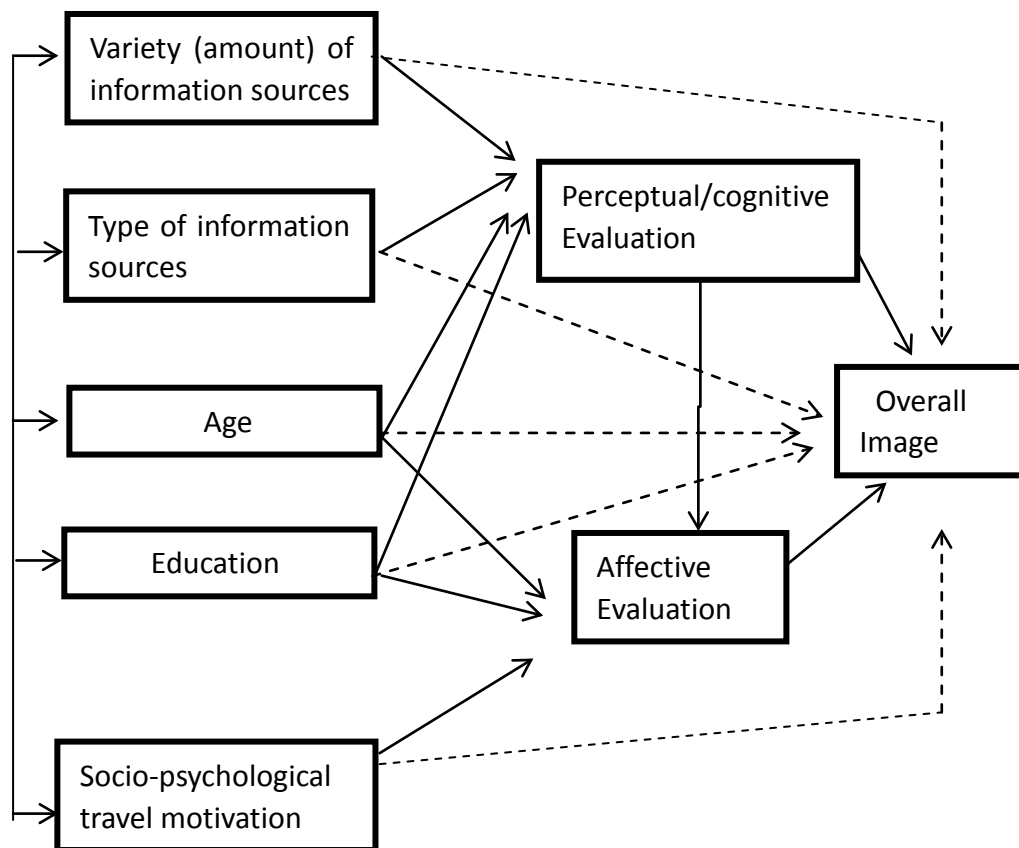 Variety (amount) of
information sources
Type of information
sources
Age
Education
Socio-psychological
travel motivation
Perceptual/cognitive
Evaluation
Affective
Evaluation
Overall
Image